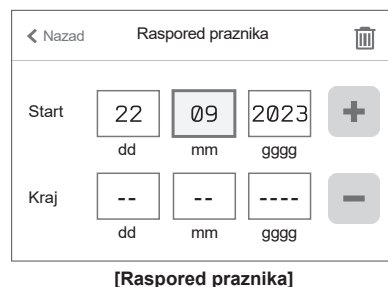 Nazad Raspored praznika
Start 22 09 2023 +
dd mm gggg
Kraj -- -- ---- −
dd mm gggg
[Raspored praznika]